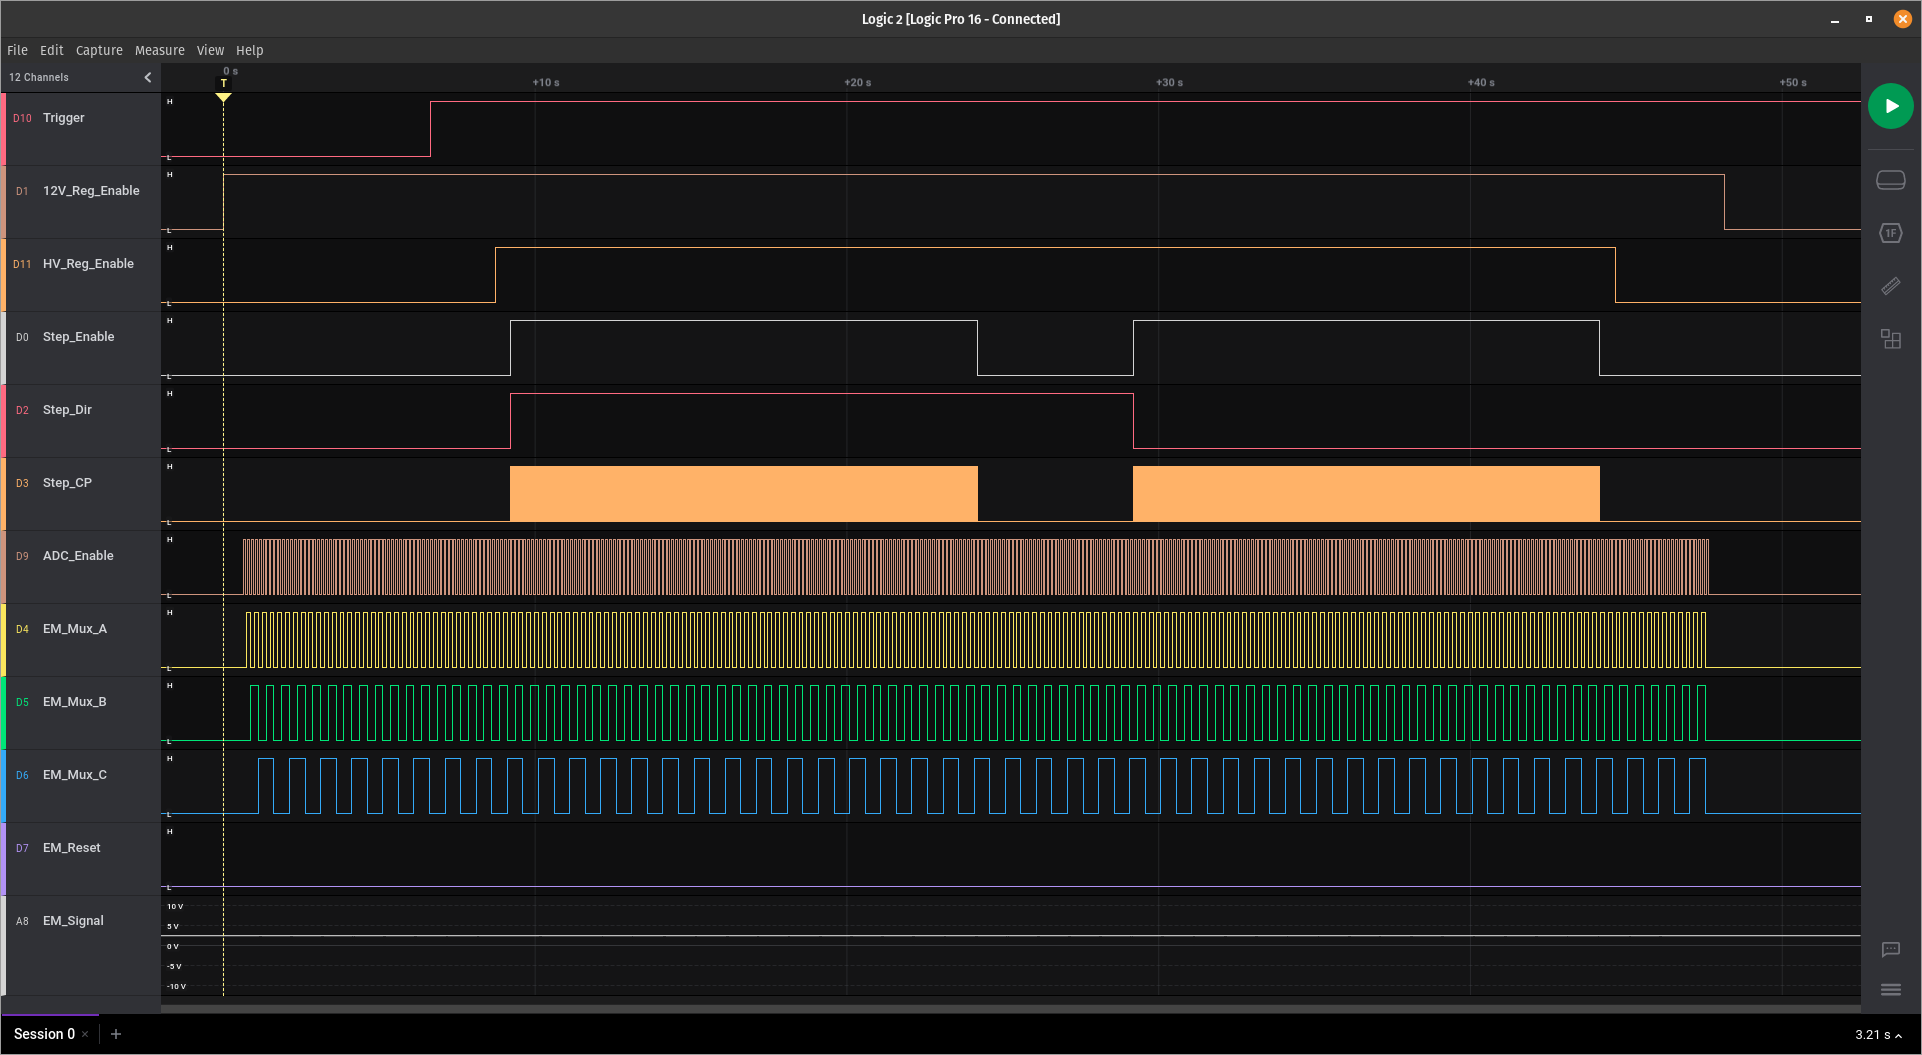 Logic 2 [Logic Pro 16 - Connected]
File Edit Capture Measure View Help
12 Channels
0 s +10 s +20 s +30 s +40 s +50 s
T
D10 Trigger H L
D1 12V_Reg_Enable H L
D11 HV_Reg_Enable H L
D0 Step_Enable H L
D2 Step_Dir H L
D3 Step_CP H L
D9 ADC_Enable H L
D4 EM_Mux_A H L
D5 EM_Mux_B H L
D6 EM_Mux_C H L
D7 EM_Reset H L
A8 EM_Signal
10 V
5 V
0 V
-5 V
-10 V
1F
Session 0
3.21 s